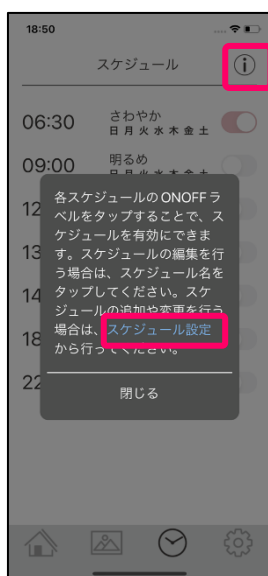 18:50
スケジュール
06:30 さわやか
日 月 火 水 木 金 土
09:00 明るめ
日 月 火 水 木 金 土
12
各スケジュールのONOFFラ
ベルをタップすることで、ス
13
ケジュールを有効にできま
す。スケジュールの編集を行
う場合は、スケジュール名を
14
タップしてください。スケ
ジュールの追加や変更を行う
18
場合は、スケジュール設定
から行ってください。
22
閉じる